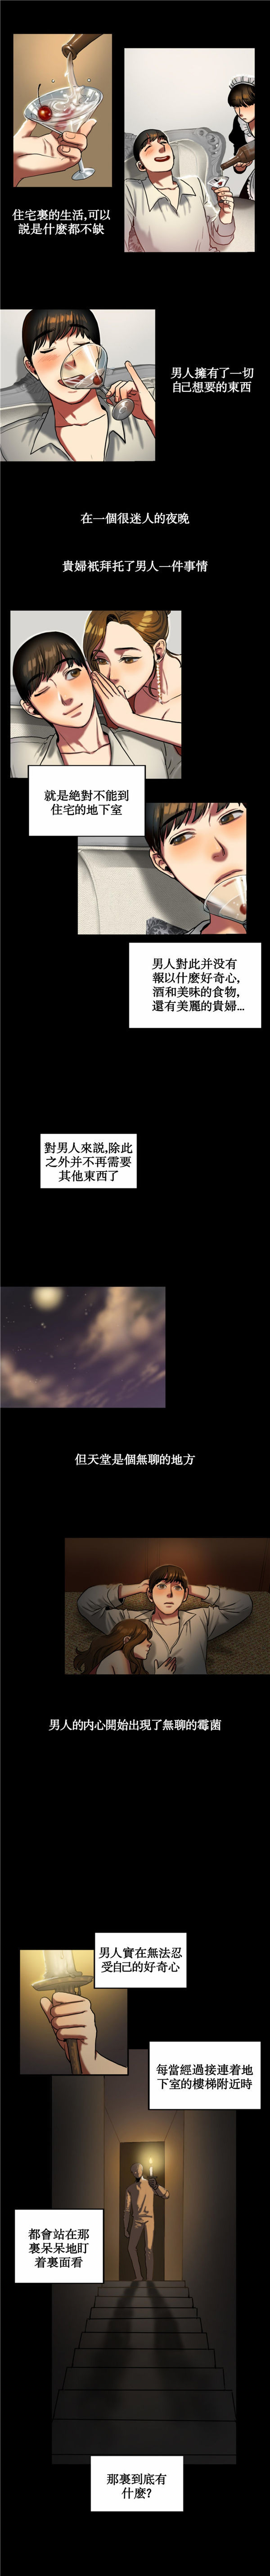 住宅裏的生活,可以
説是什麽都不缺
男人擁有了一切
自己想要的東西
在一個很迷人的夜晚
貴婦衹拜托了男人一件事情
就是絶對不能到
住宅的地下室
男人對此并没有
報以什麽好奇心,
酒和美味的食物,
還有美麗的貴婦...
對男人來説,除此
之外并不再需要
其他東西了
但天堂是個無聊的地方
男人的内心開始出現了無聊的霉菌
男人實在無法忍
受自己的好奇心
每當經過接連着地
下室的樓梯附近時
都會站在那
裏呆呆地盯
着裏面看
那裏到底有
什麽?